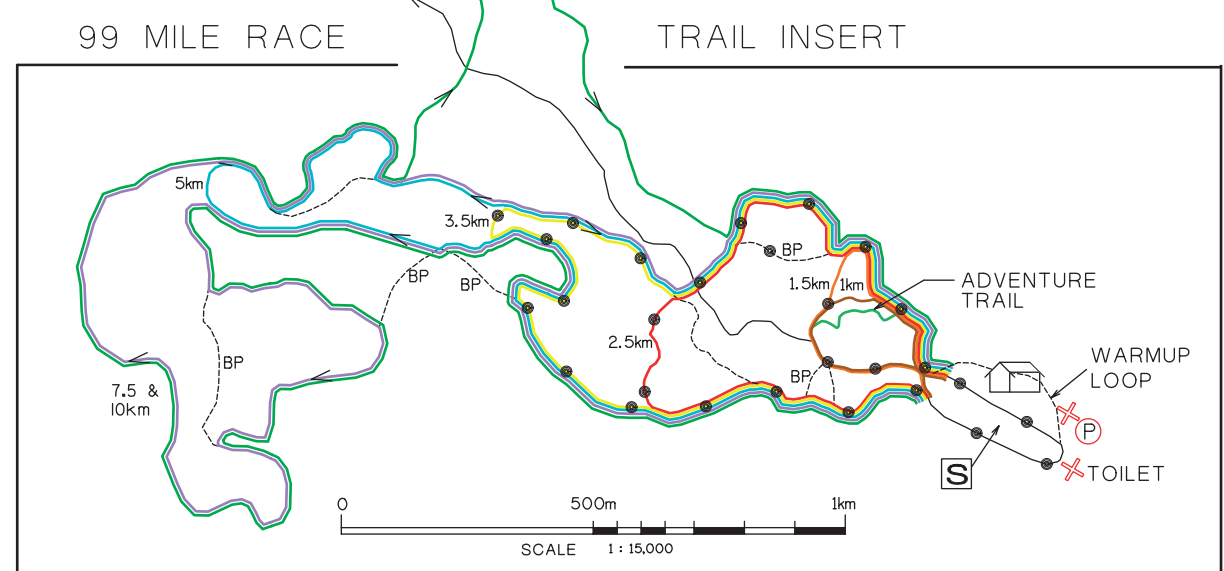 99 MILE RACE
TRAIL INSERT
5km
3.5km
BP
BP
BP
1.5km
1km
ADVENTURE
TRAIL
2.5km
BP
BP
WARMUP
LOOP
7.5 &
10km
P
S
TOILET
0
500m
1km
SCALE 1 : 15,000